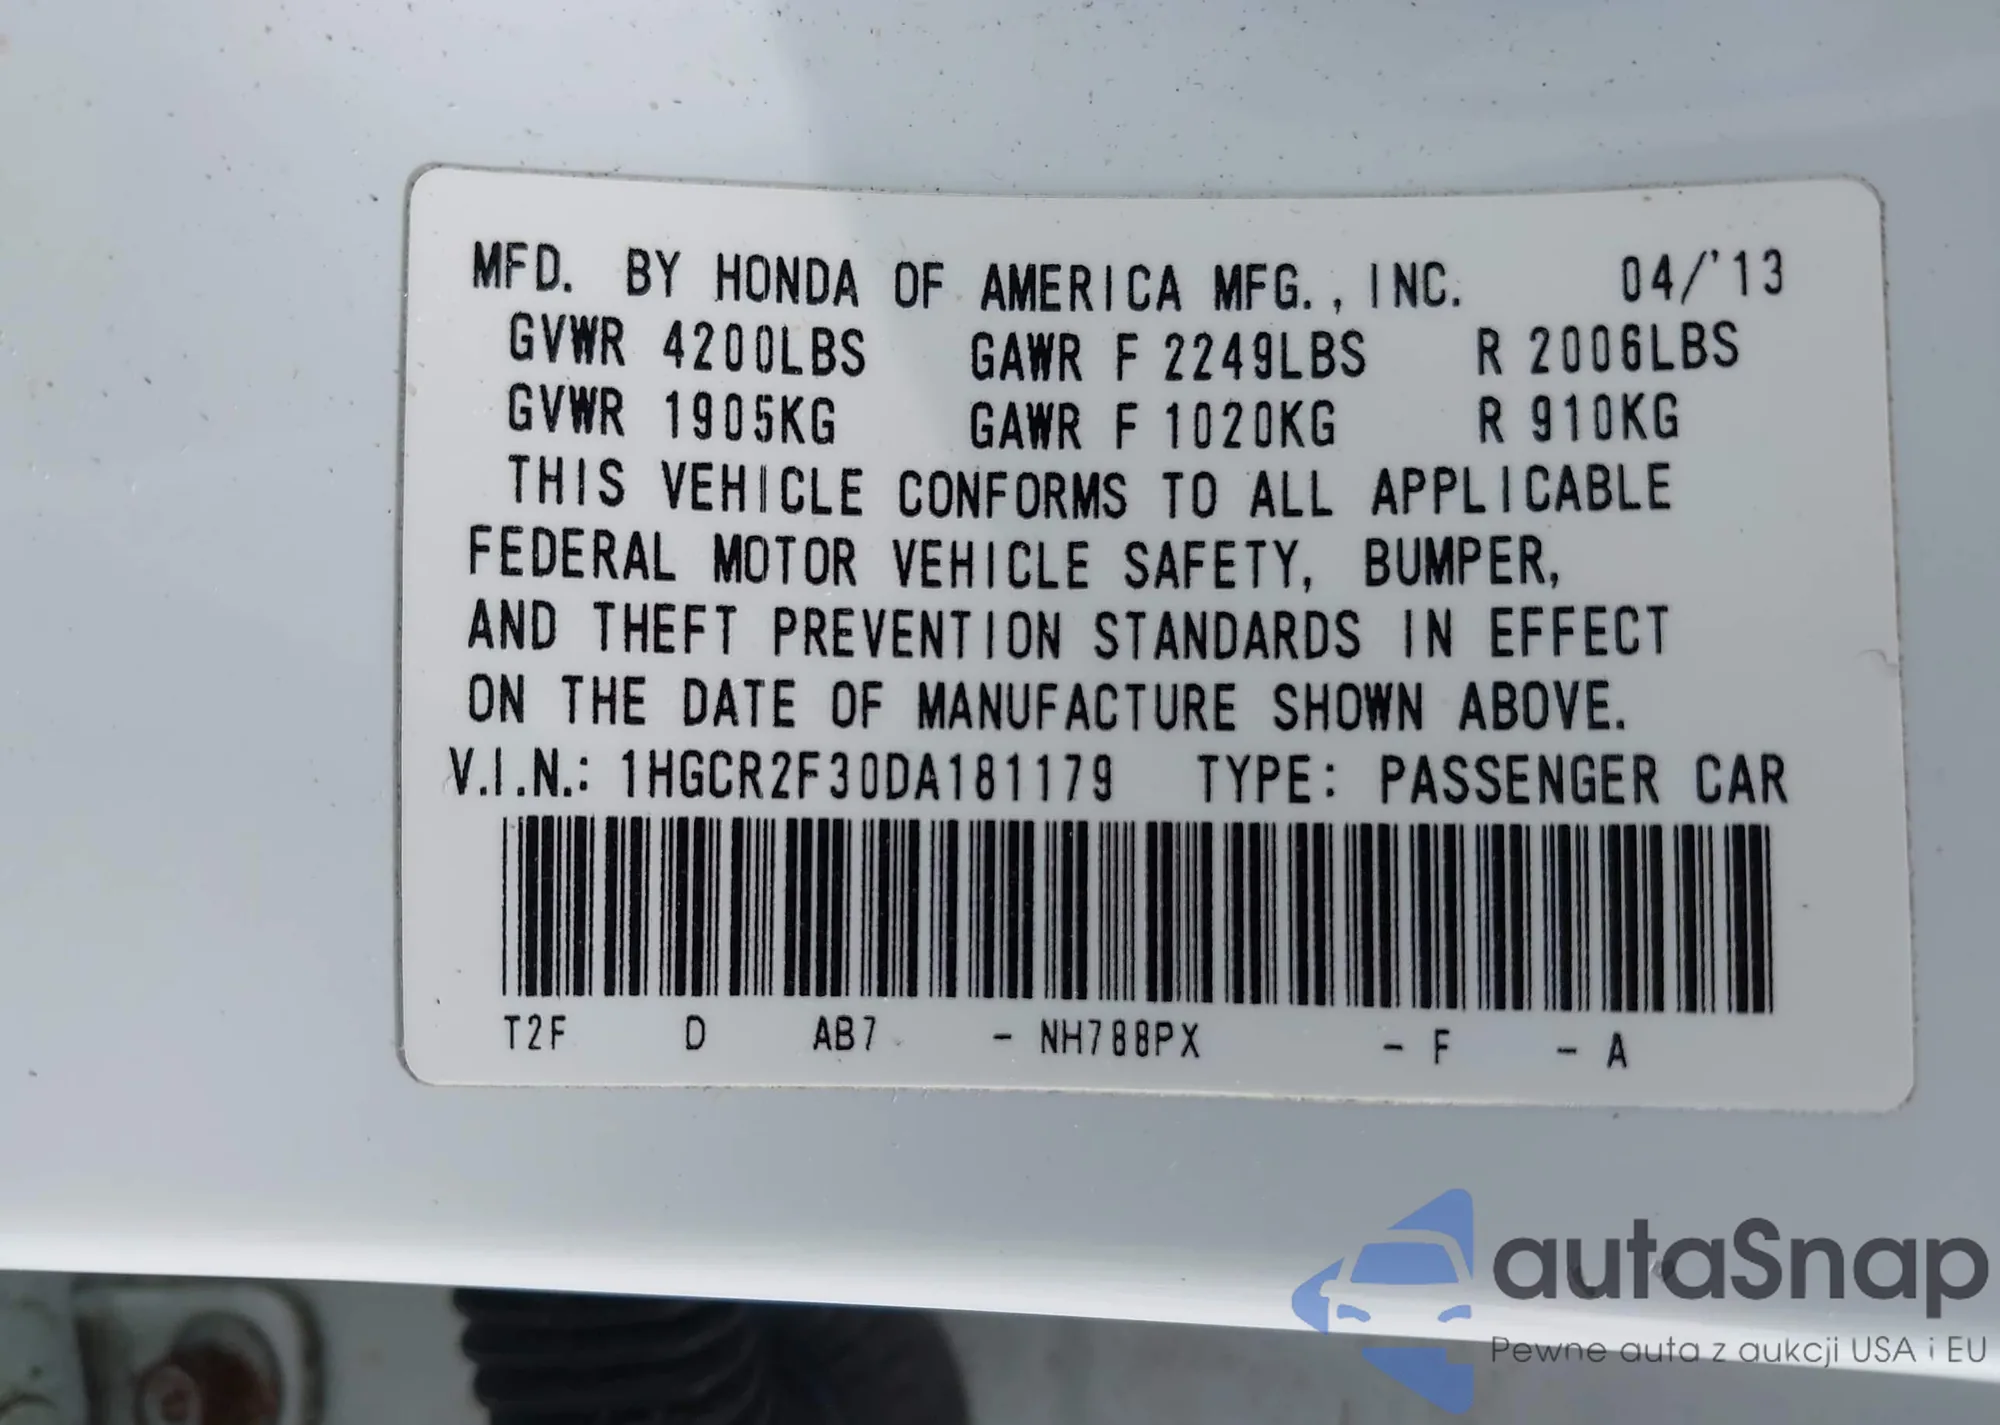 MFD. BY HONDA OF AMERICA MFG., INC. 04/'13
GVWR 4200LBS GAWR F 2249LBS R 2006LBS
GVWR 1905KG GAWR F 1020KG R 910KG
THIS VEHICLE CONFORMS TO ALL APPLICABLE
FEDERAL MOTOR VEHICLE SAFETY, BUMPER,
AND THEFT PREVENTION STANDARDS IN EFFECT
ON THE DATE OF MANUFACTURE SHOWN ABOVE.
V.I.N.: 1HGCR2F30DA181179 TYPE: PASSENGER CAR
T2F D AB7 - NH788PX - F - A
autaSnap
Pewne auta z aukcji USA i EU